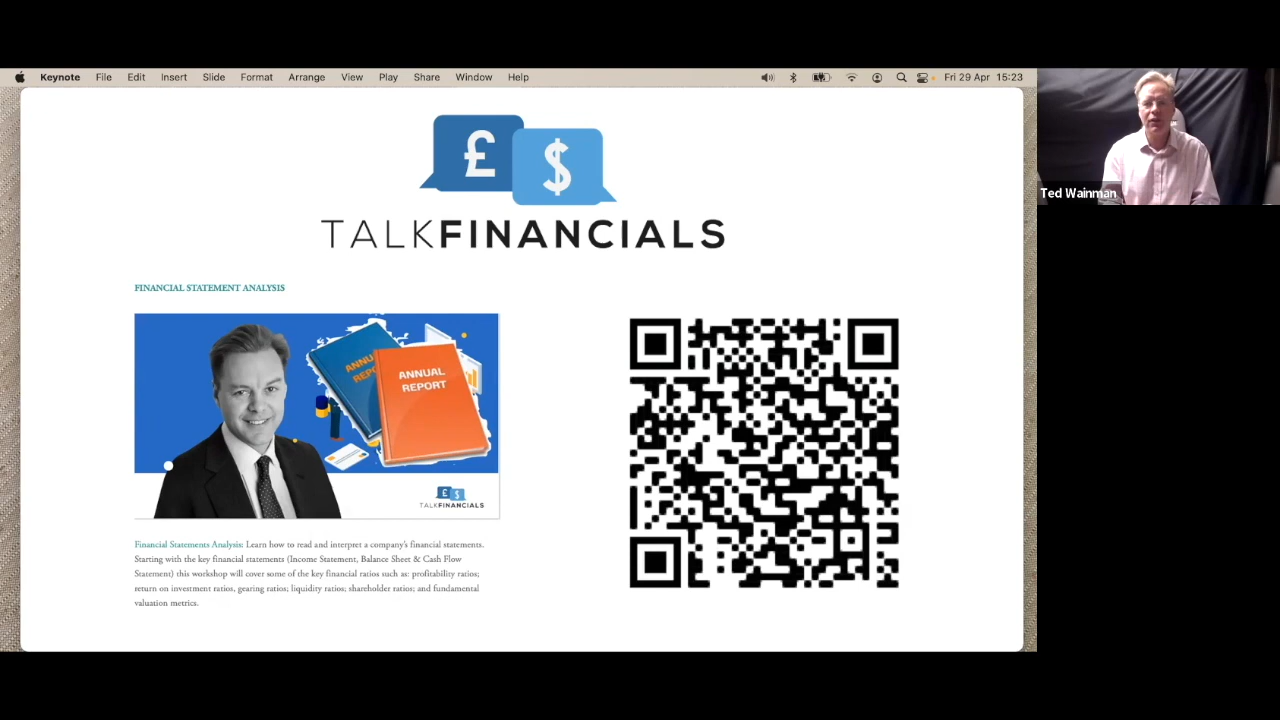 Keynote File Edit Insert Slide Format Arrange View Play Share Window Help Fri 29 Apr 15:23
Ted Wainman
£ $
TALKFINANCIALS
FINANCIAL STATEMENT ANALYSIS
ANNUAL
REPORT
£ $
TALKFINANCIALS
Financial Statements Analysis: Learn how to read and interpret a company's financial statements.
Starting with the key financial statements (Income Statement, Balance Sheet & Cash Flow
Statement) this workshop will cover some of the key financial ratios such as: profitability ratios;
return on investment ratios, gearing ratios; liquidity ratios; shareholder ratios; and fundamental
valuation metrics.